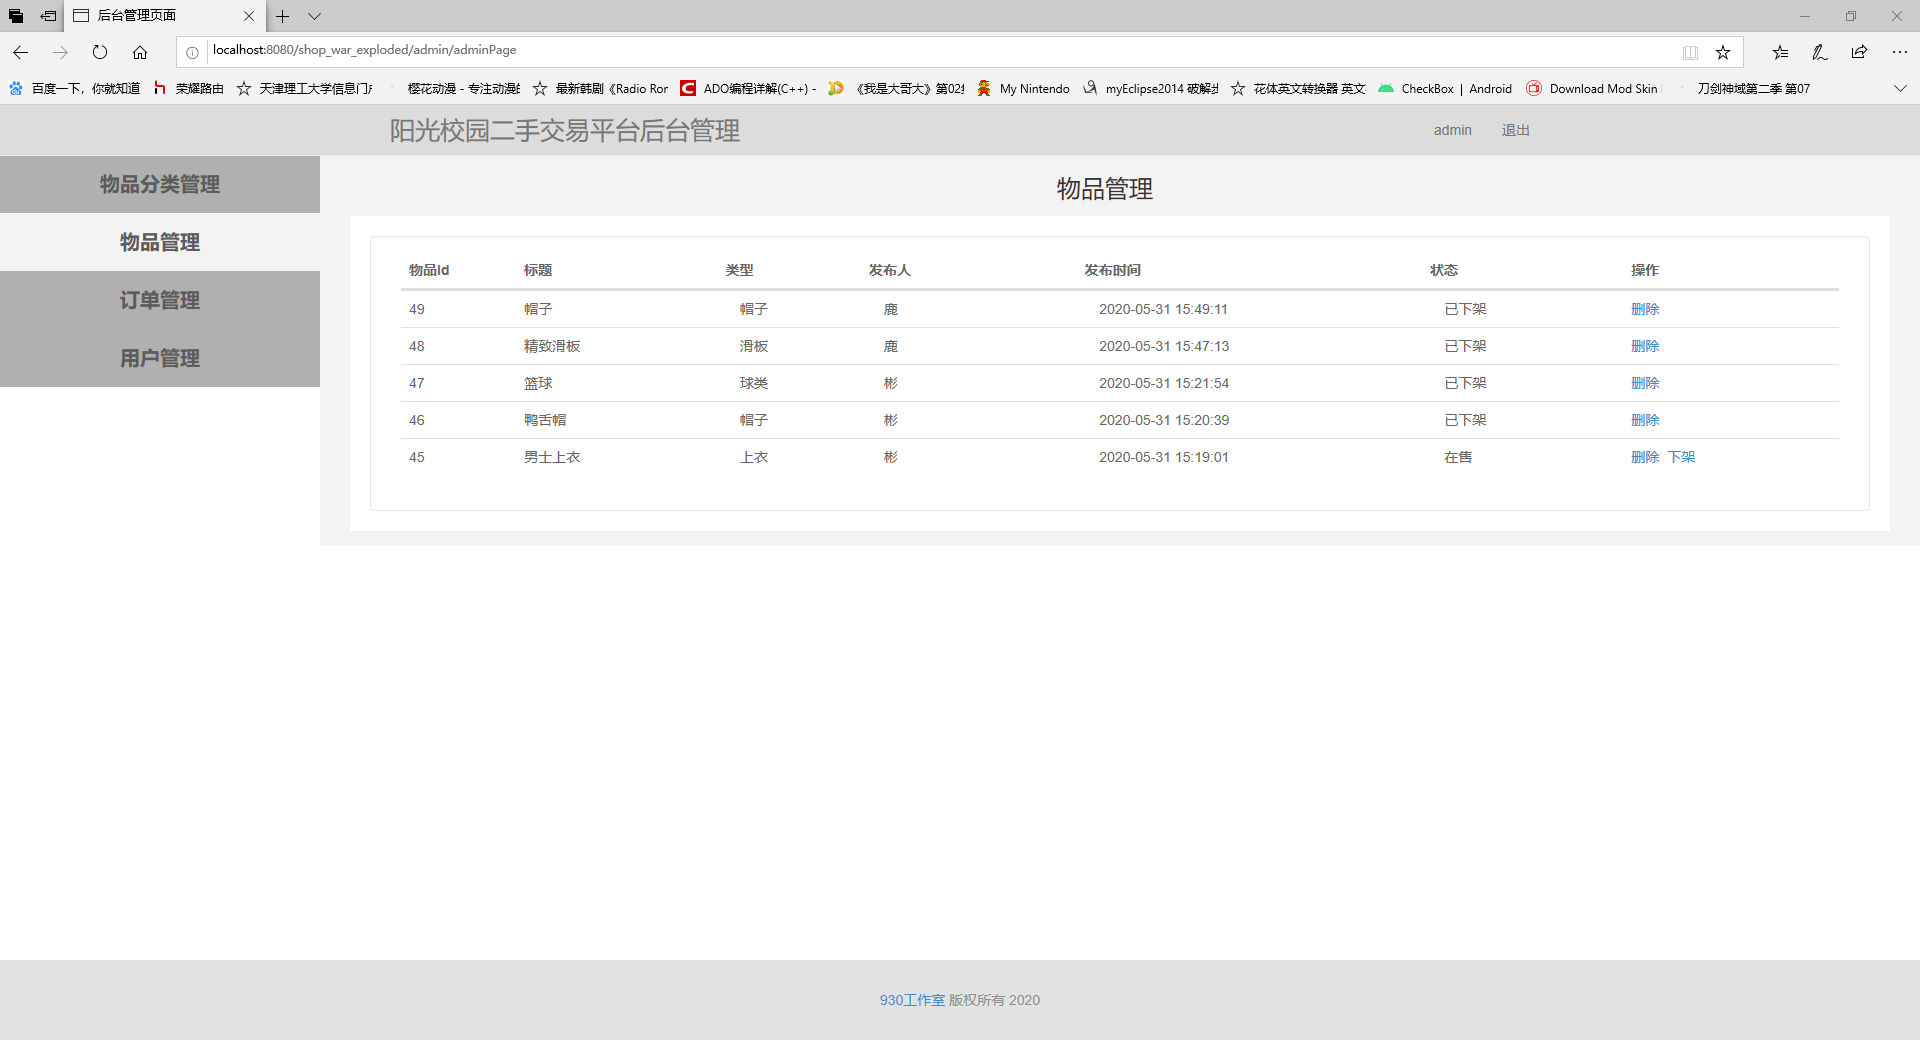 后台管理页面
localhost:8080/shop_war_exploded/admin/adminPage
百度一下，你就知道 荣耀路由 天津理工大学信息门户 樱花动漫 - 专注动漫 最新韩剧《Radio Ror ADO编程详解(C++) - 《我是大哥大》第02 My Nintendo myEclipse2014 破解 花体英文转换器 英文 CheckBox | Android Download Mod Skin 刀剑神域第二季 第07
阳光校园二手交易平台后台管理 admin 退出
物品分类管理
物品管理
订单管理
用户管理
物品管理
物品Id 标题 类型 发布人 发布时间 状态 操作
49 帽子 帽子 鹿 2020-05-31 15:49:11 已下架 删除
48 精致滑板 滑板 鹿 2020-05-31 15:47:13 已下架 删除
47 篮球 球类 彬 2020-05-31 15:21:54 已下架 删除
46 鸭舌帽 帽子 彬 2020-05-31 15:20:39 已下架 删除
45 男士上衣 上衣 彬 2020-05-31 15:19:01 在售 删除 下架
930工作室 版权所有 2020